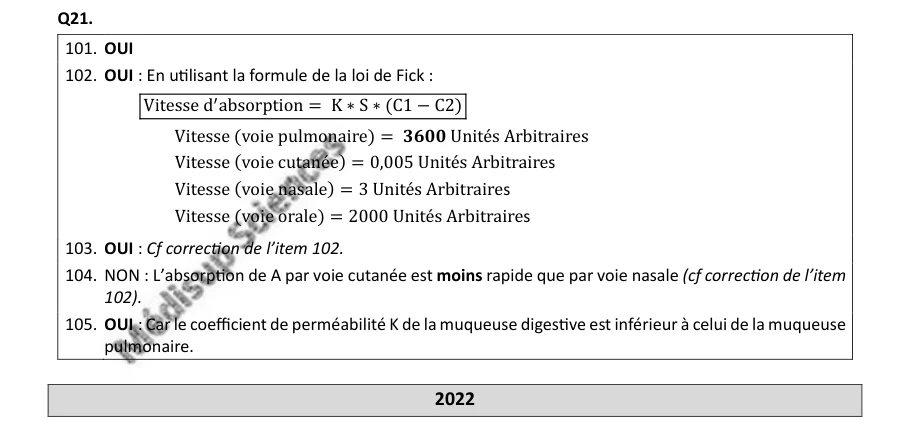 Q21.
101. OUI
102. OUI : En utilisant la formule de la loi de Fick :
Vitesse d'absorption = K ∗ S ∗ (C1 − C2)
Vitesse (voie pulmonaire) = 3600 Unités Arbitraires
Vitesse (voie cutanée) = 0,005 Unités Arbitraires
Vitesse (voie nasale) = 3 Unités Arbitraires
Vitesse (voie orale) = 2000 Unités Arbitraires
103. OUI : Cf correction de l'item 102.
104. NON : L'absorption de A par voie cutanée est moins rapide que par voie nasale (cf correction de l'item
102).
105. OUI : Car le coefficient de perméabilité K de la muqueuse digestive est inférieur à celui de la muqueuse
pulmonaire.
Médisup Sciences
2022